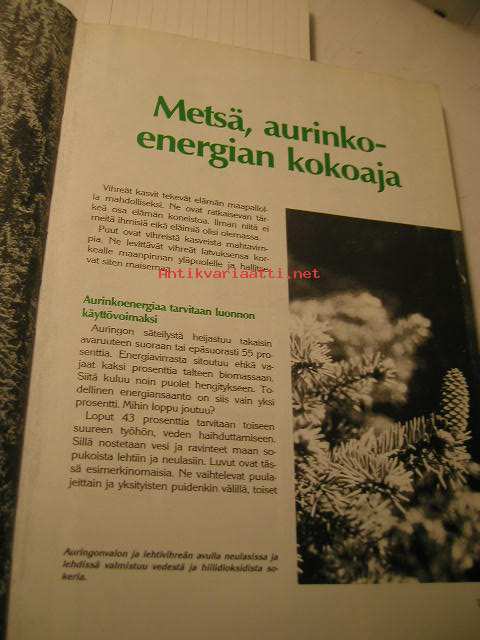 Metsä, aurinko-
energian kokoaja
Vihreät kasvit tekevät elämän maapallol-
la mahdolliseksi. Ne ovat ratkaisevan tär-
keä osa elämän koneistoa. Ilman niitä ei
meitä ihmisiä eikä eläimiä olisi olemassa.
Puut ovat vihreistä kasveista mahtavim-
pia. Ne levittävät vihreät latvuksensa kor-
kealle maanpinnan yläpuolelle ja hallitse-
vat siten maisemaa.
Antikvariaatti.net
Aurinkoenergiaa tarvitaan luonnon
käyttövoimaksi
Auringon säteilystä heijastuu takaisin
avaruuteen suoraan tai epäsuorasti 55 pro-
senttia. Energiavirrasta sitoutuu ehkä va-
jaat kaksi prosenttia talteen biomassaan.
Siitä kuluu noin puolet hengitykseen. To-
dellinen energiansaanto on siis vain yksi
prosentti. Mihin loppu joutuu?
Loput 43 prosenttia tarvitaan toiseen
suureen työhön, veden haihduttamiseen.
Sillä nostetaan vesi ja ravinteet maan so-
pukoista lehtiin ja neulasiin. Luvut ovat täs-
sä esimerkinomaisia. Ne vaihtelevat puula-
jeittain ja yksityisten puidenkin välillä, toiset
Auringonvalon ja lehtivihreän avulla neulasissa ja
lehdissä valmistuu vedestä ja hiilidioksidista so-
keria.